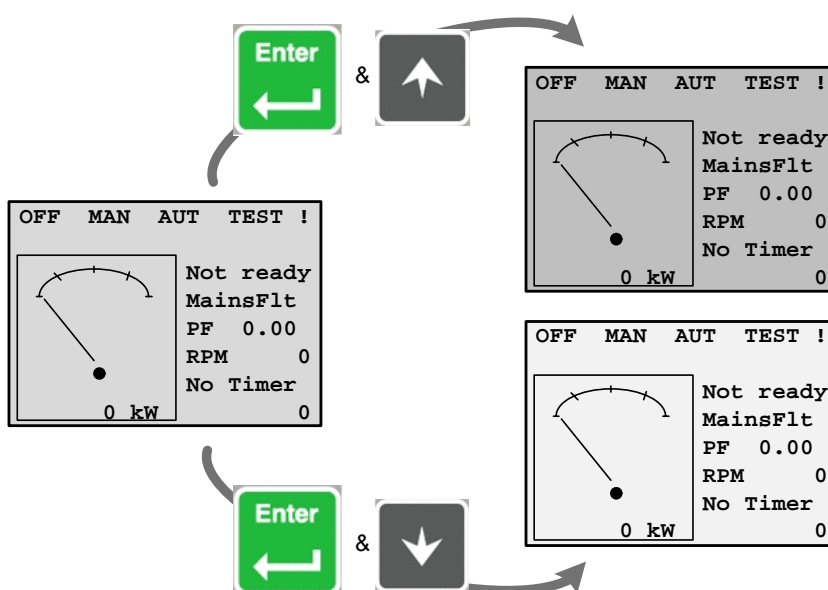 Enter
&
OFF MAN AUT TEST !
Not ready
MainsFlt
PF 0.00
RPM 0
No Timer
0 kW 0
OFF MAN AUT TEST !
Not ready
MainsFlt
PF 0.00
RPM 0
No Timer
0 kW 0
OFF MAN AUT TEST !
Not ready
MainsFlt
PF 0.00
RPM 0
No Timer
0 kW 0
Enter
&